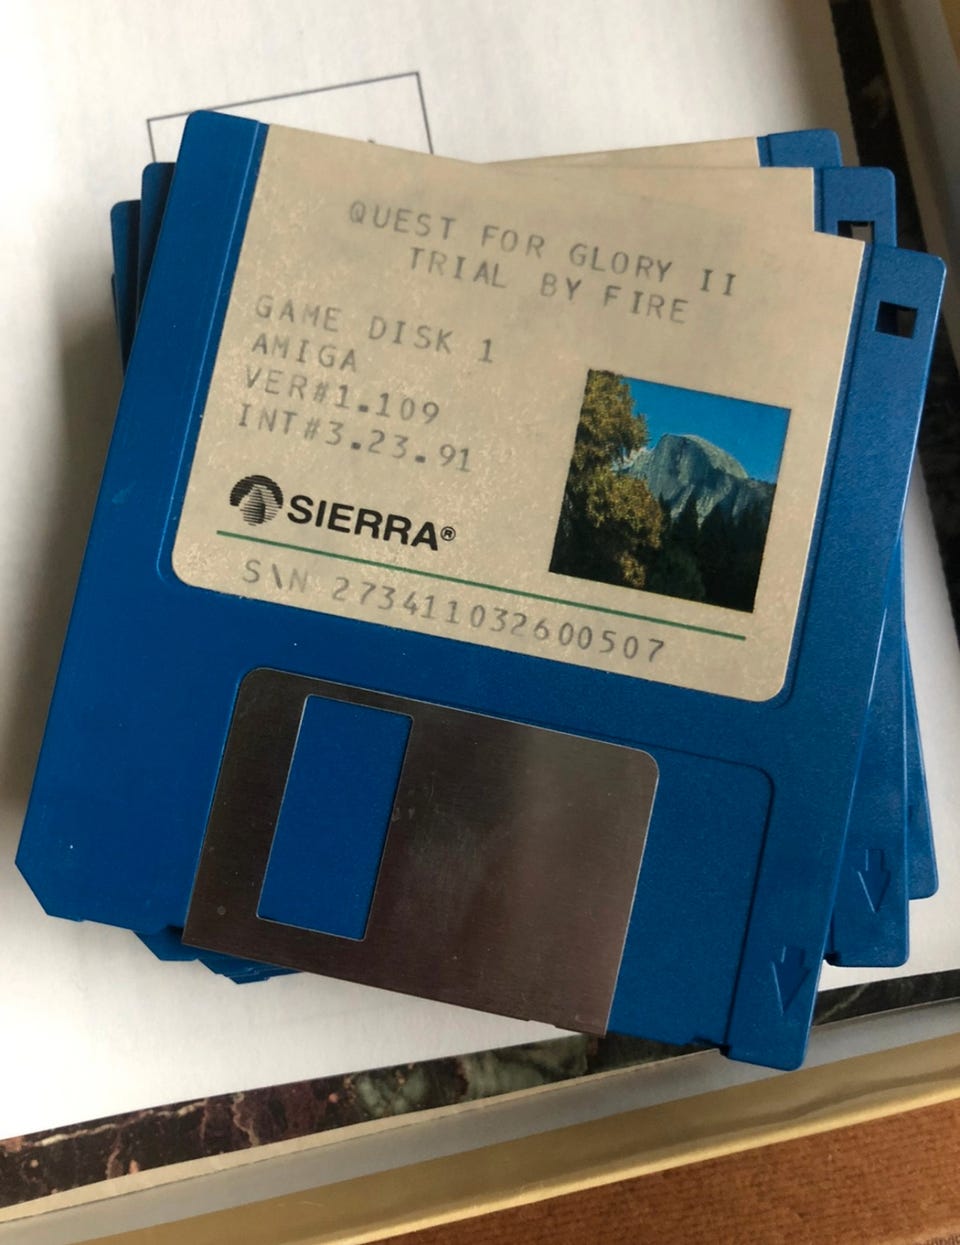 QUEST FOR GLORY II
TRIAL BY FIRE
GAME DISK 1
AMIGA
VER#1.109
INT#3.23.91
SIERRA®
S\N 273411032600507